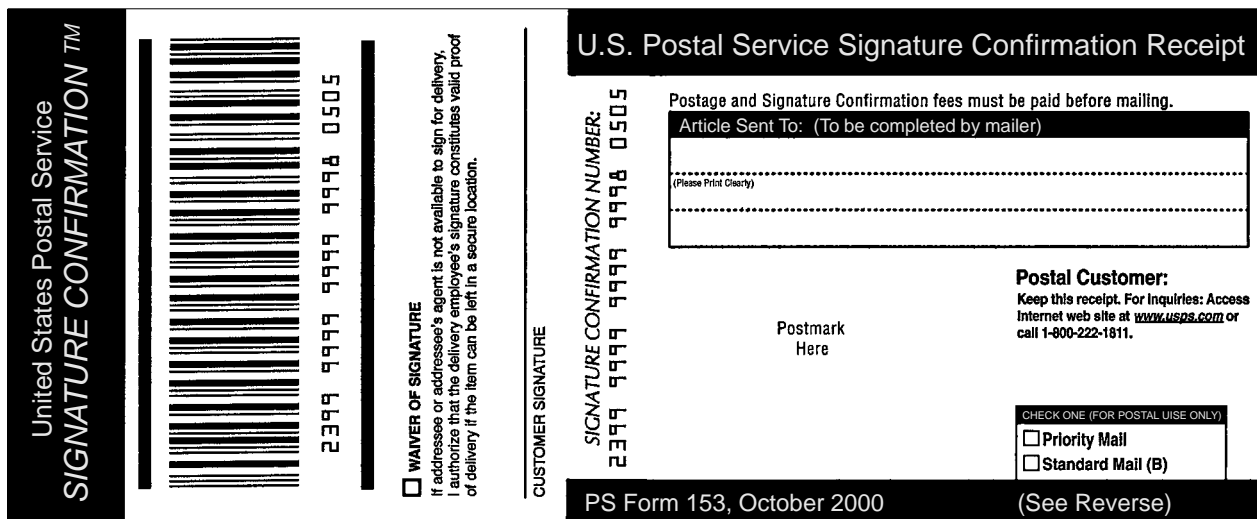 United States Postal Service
SIGNATURE CONFIRMATION ™
2399 9999 9999 9998 0505
☐ WAIVER OF SIGNATURE
If addressee or addressee's agent is not available to sign for delivery,
I authorize that the delivery employee's signature constitutes valid proof
of delivery if the item can be left in a secure location.
CUSTOMER SIGNATURE
U.S. Postal Service Signature Confirmation Receipt
SIGNATURE CONFIRMATION NUMBER:
2399 9999 9999 9998 0505
Postage and Signature Confirmation fees must be paid before mailing.
Article Sent To: (To be completed by mailer)
(Please Print Clearly)
Postmark
Here
Postal Customer:
Keep this receipt. For Inquiries: Access
Internet web site at www.usps.com or
call 1-800-222-1811.
CHECK ONE (FOR POSTAL UISE ONLY)
☐ Priority Mail
☐ Standard Mail (B)
PS Form 153, October 2000 (See Reverse)